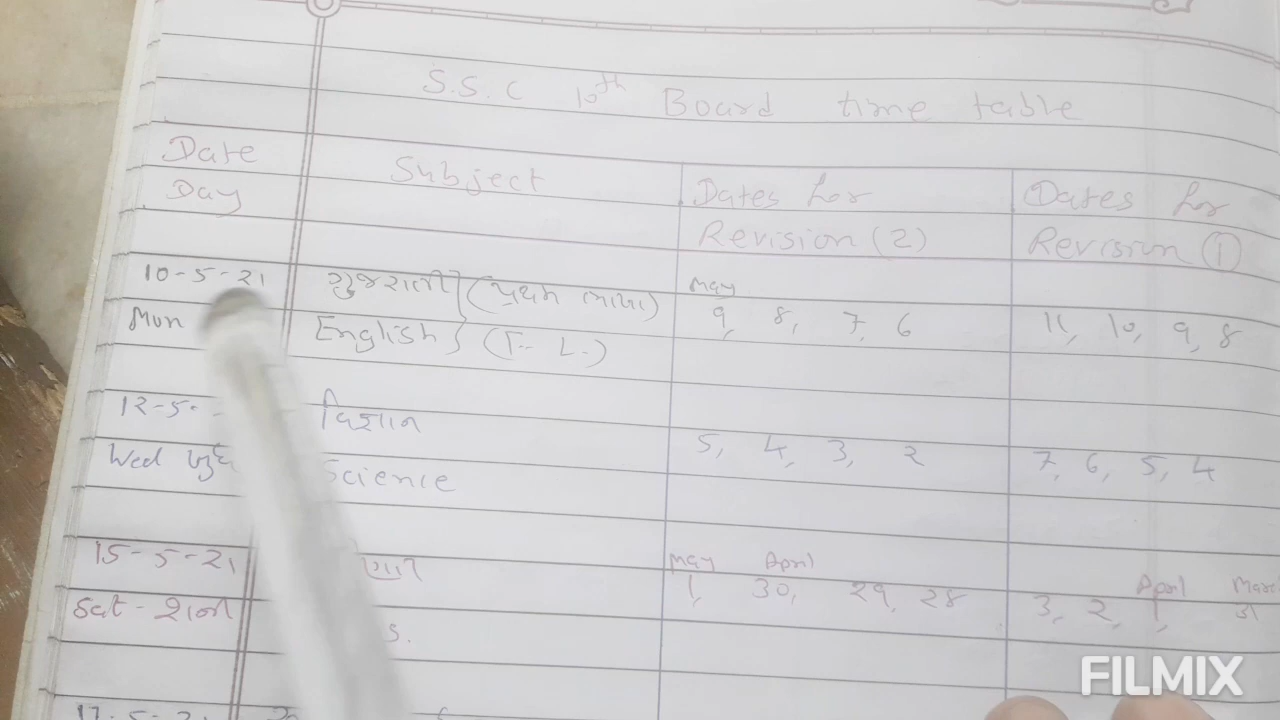 S.S.C 10th Board time table
Date Subject Dates for Dates for
Day Revision (2) Revision (1)
10-5-21 ગુજરાતી (પ્રથમ ભાષા) May
Mon English (F. L.) 9, 8, 7, 6 11, 10, 9, 8
12-5- વિજ્ઞાન 5, 4, 3, 2 7, 6, 5, 4
Wed બુધ Science
15-5-21 May April April
Sat - શનિ 1, 30, 29, 28 3, 2, 1, 31
s.
FILMIX